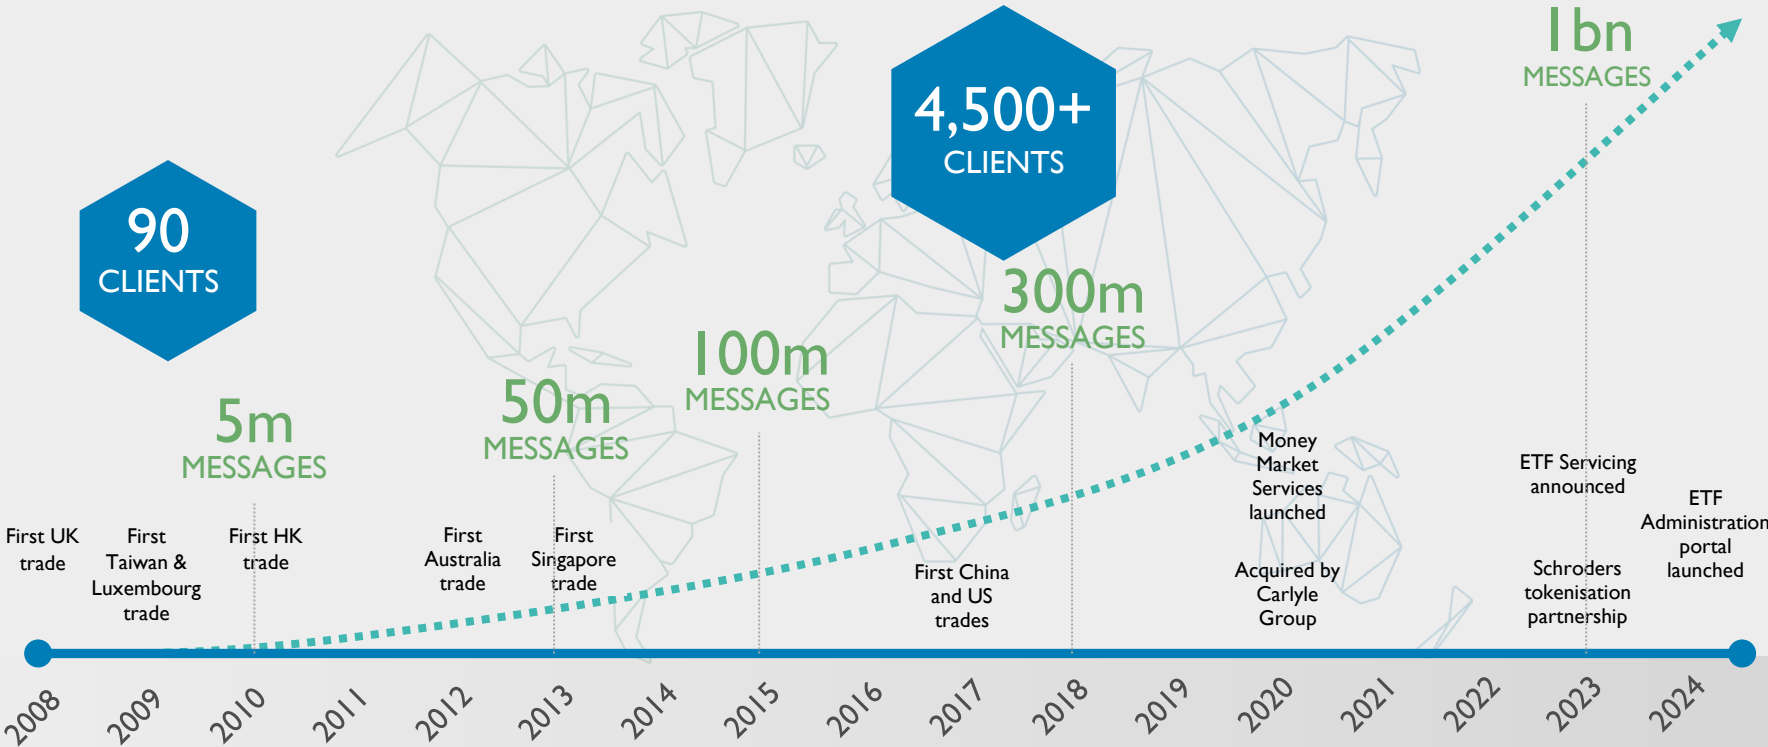 90
CLIENTS
4,500+
CLIENTS
5m
MESSAGES
50m
MESSAGES
100m
MESSAGES
300m
MESSAGES
1bn
MESSAGES
First UK
trade
First
Taiwan &
Luxembourg
trade
First HK
trade
First
Australia
trade
First
Singapore
trade
First China
and US
trades
Money
Market
Services
launched
Acquired by
Carlyle
Group
ETF Servicing
announced
Schroders
tokenisation
partnership
ETF
Administration
portal
launched
2008
2009
2010
2011
2012
2013
2014
2015
2016
2017
2018
2019
2020
2021
2022
2023
2024